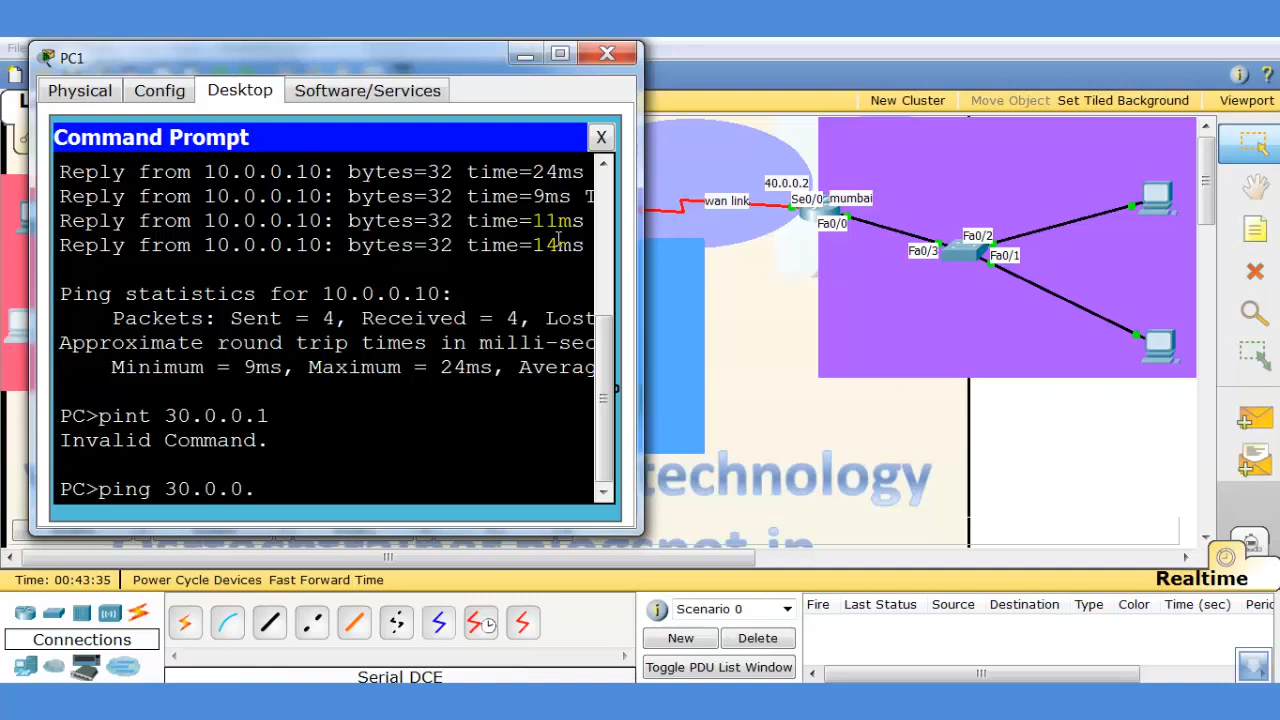 PC1
Physical
Config
Desktop
Software/Services
Command Prompt
X
Reply from 10.0.0.10: bytes=32 time=24ms
Reply from 10.0.0.10: bytes=32 time=9ms T
Reply from 10.0.0.10: bytes=32 time=11ms
Reply from 10.0.0.10: bytes=32 time=14ms
Ping statistics for 10.0.0.10:
Packets: Sent = 4, Received = 4, Lost
Approximate round trip times in milli-sec
Minimum = 9ms, Maximum = 24ms, Averag
PC>pint 30.0.0.1
Invalid Command.
PC>ping 30.0.0.
New Cluster
Move Object
Set Tiled Background
Viewport
40.0.0.2
wan link
Se0/0
mumbai
Fa0/0
Fa0/2
Fa0/3
Fa0/1
technology
Time: 00:43:35
Power Cycle Devices Fast Forward Time
Realtime
Connections
Serial DCE
Scenario 0
New
Delete
Toggle PDU List Window
Fire
Last Status
Source
Destination
Type
Color
Time (sec)
Perio